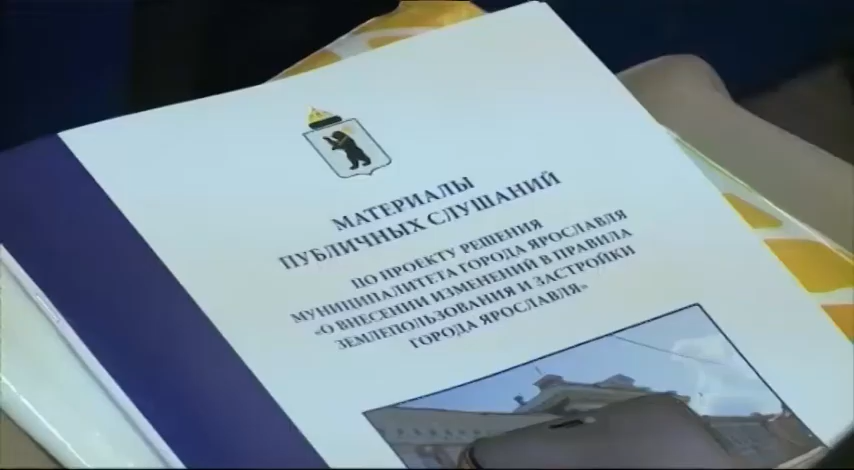 МАТЕРИАЛЫ
ПУБЛИЧНЫХ СЛУШАНИЙ
ПО ПРОЕКТУ РЕШЕНИЯ
МУНИЦИПАЛИТЕТА ГОРОДА ЯРОСЛАВЛЯ
«О ВНЕСЕНИИ ИЗМЕНЕНИЙ В ПРАВИЛА
ЗЕМЛЕПОЛЬЗОВАНИЯ И ЗАСТРОЙКИ
ГОРОДА ЯРОСЛАВЛЯ»